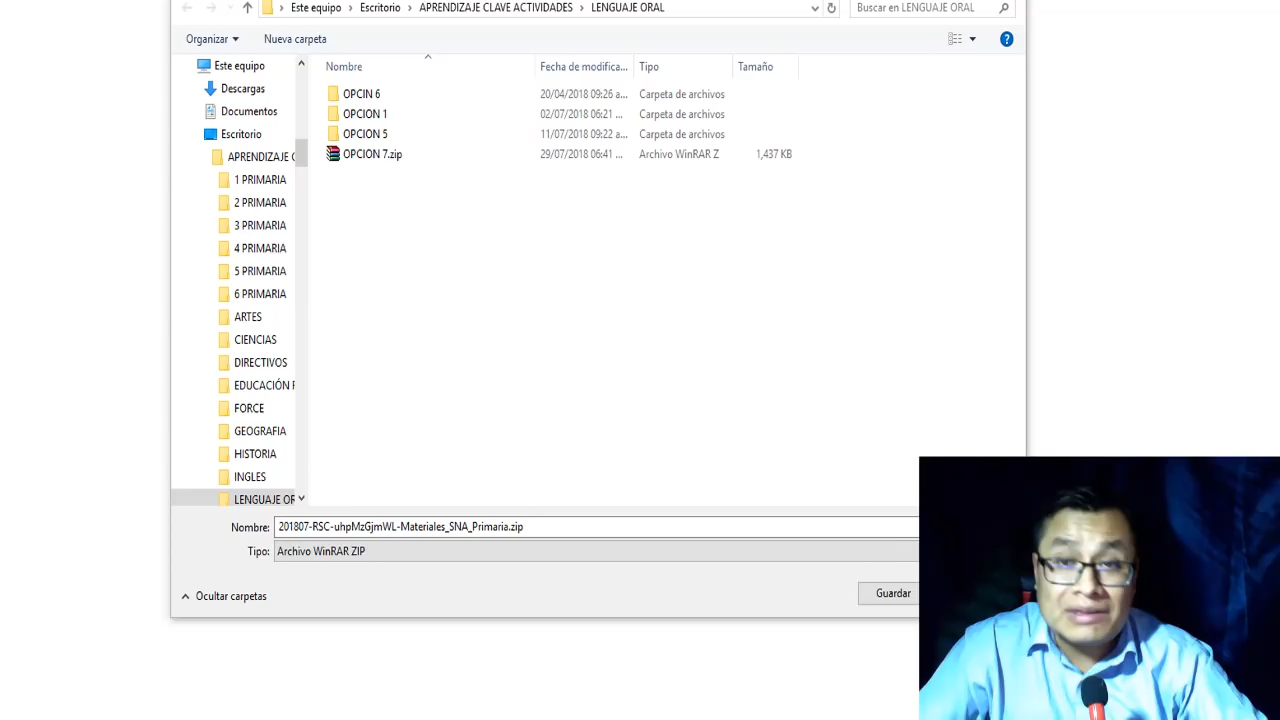 Este equipo > Escritorio > APRENDIZAJE CLAVE ACTIVIDADES > LENGUAJE ORAL
Buscar en LENGUAJE ORAL
Organizar
Nueva carpeta
?
Este equipo
Descargas
Documentos
Escritorio
APRENDIZAJE C
1 PRIMARIA
2 PRIMARIA
3 PRIMARIA
4 PRIMARIA
5 PRIMARIA
6 PRIMARIA
ARTES
CIENCIAS
DIRECTIVOS
EDUCACIÓN F
FORCE
GEOGRAFIA
HISTORIA
INGLES
LENGUAJE OR
Nombre Fecha de modifica... Tipo Tamaño
OPCIN 6 20/04/2018 09:26 a... Carpeta de archivos
OPCION 1 02/07/2018 06:21 ... Carpeta de archivos
OPCION 5 11/07/2018 09:22 a... Carpeta de archivos
OPCION 7.zip 29/07/2018 06:41 ... Archivo WinRAR Z 1,437 KB
Nombre: 201807-RSC-uhpMzGjmWL-Materiales_SNA_Primaria.zip
Tipo: Archivo WinRAR ZIP
Ocultar carpetas
Guardar